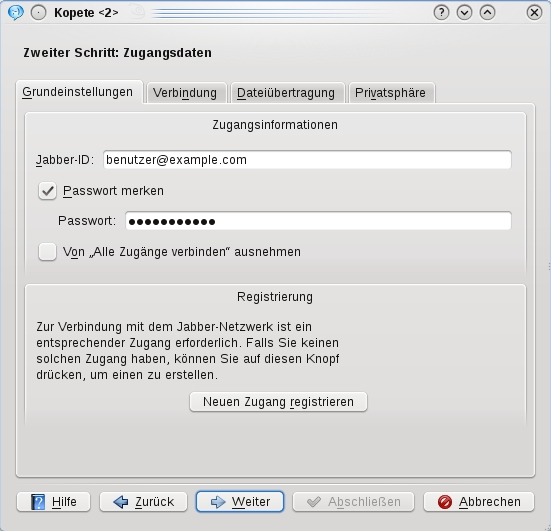 Kopete <2>
Zweiter Schritt: Zugangsdaten
Grundeinstellungen
Verbindung
Dateiübertragung
Privatsphäre
Zugangsinformationen
Jabber-ID: benutzer@example.com
Passwort merken
Passwort: ●●●●●●●●●●●
Von „Alle Zugänge verbinden“ ausnehmen
Registrierung
Zur Verbindung mit dem Jabber-Netzwerk ist ein
entsprechender Zugang erforderlich. Falls Sie keinen
solchen Zugang haben, können Sie auf diesen Knopf
drücken, um einen zu erstellen.
Neuen Zugang registrieren
Hilfe
Zurück
Weiter
Abschließen
Abbrechen